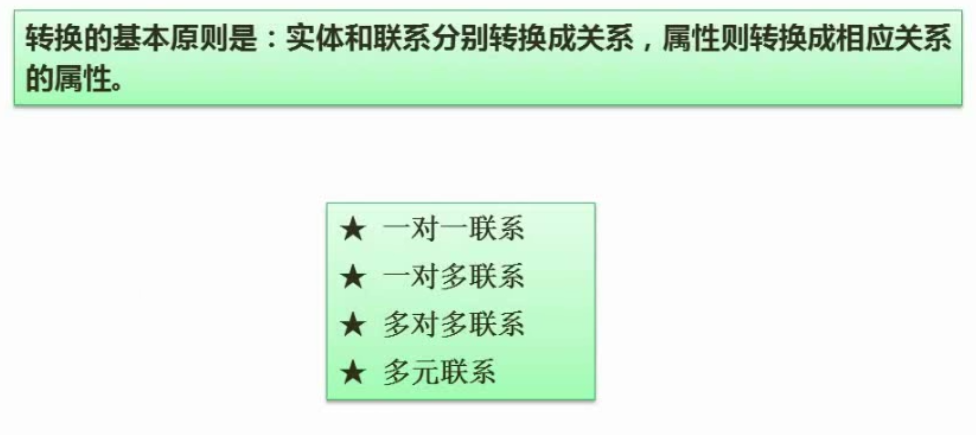 转换的基本原则是：实体和联系分别转换成关系，属性则转换成相应关系
的属性。
★ 一对一联系
★ 一对多联系
★ 多对多联系
★ 多元联系